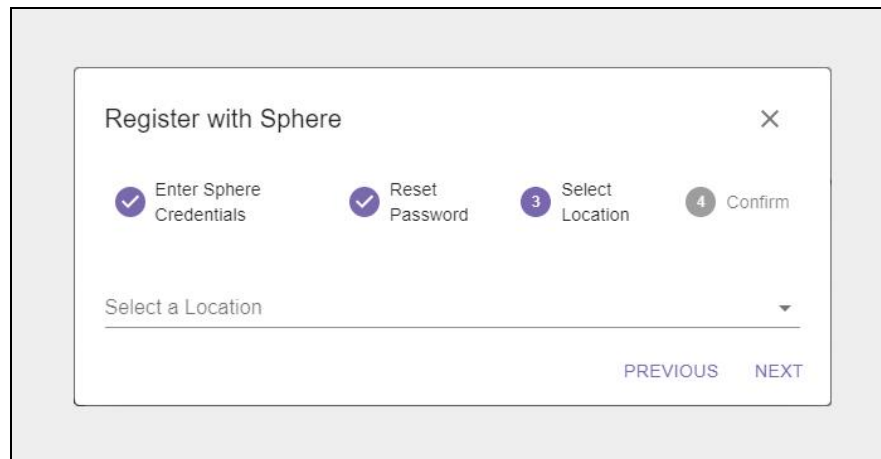 Register with Sphere
Enter Sphere
Credentials
Reset
Password
3
Select
Location
4
Confirm
Select a Location
PREVIOUS
NEXT